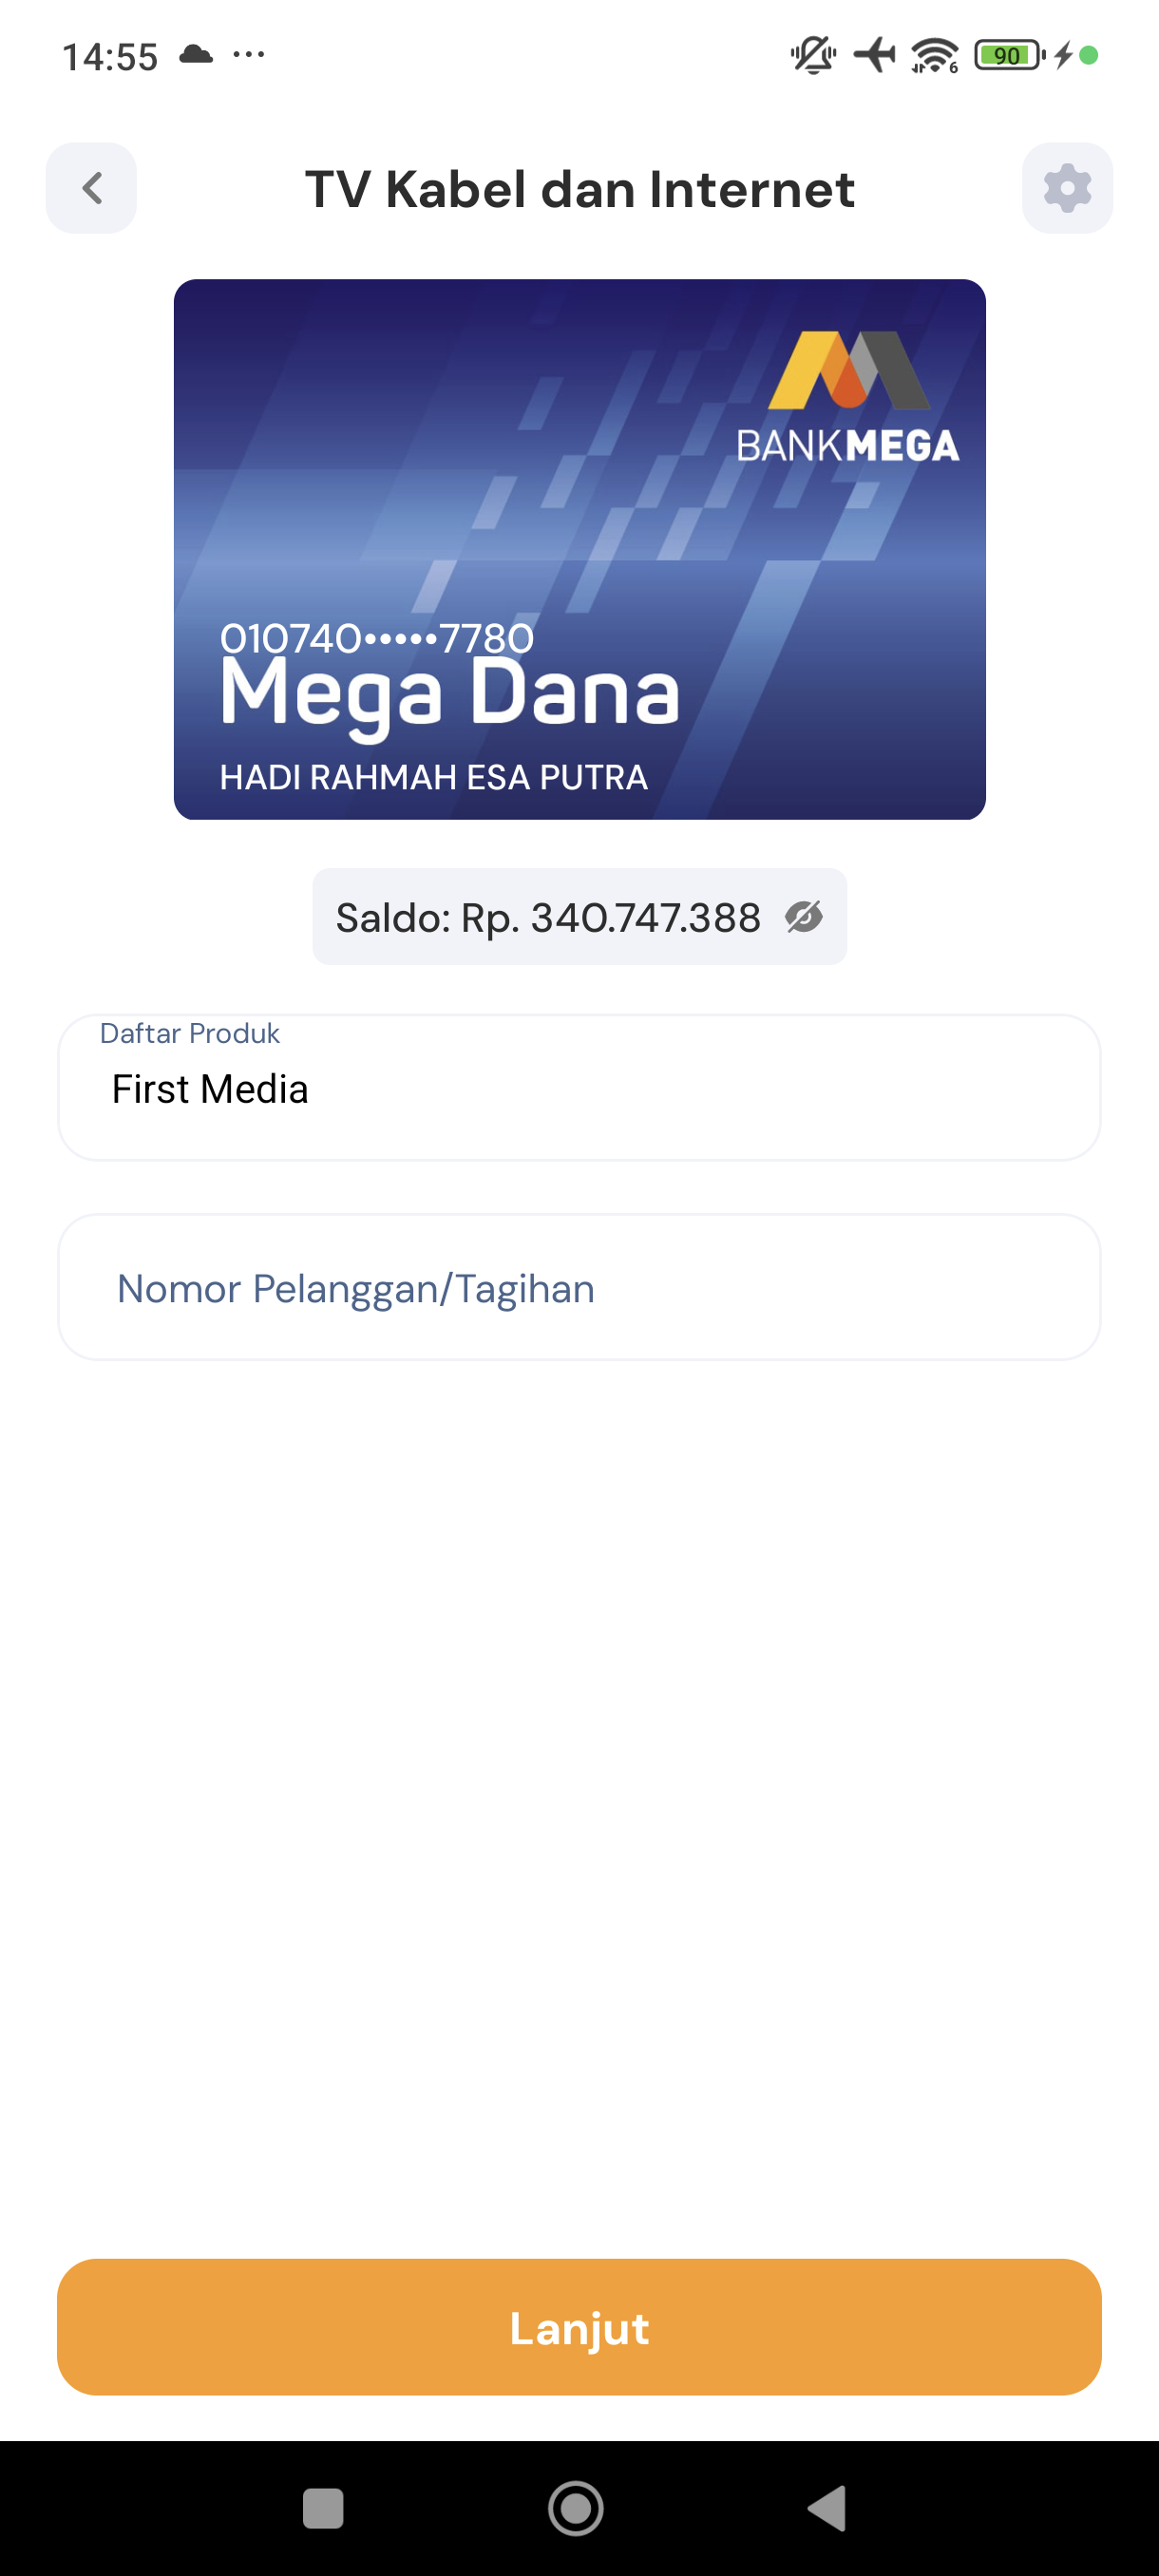 14:55
6
90
TV Kabel dan Internet
BANKMEGA
010740•••••7780
Mega Dana
HADI RAHMAH ESA PUTRA
Saldo: Rp. 340.747.388
Daftar Produk
First Media
Nomor Pelanggan/Tagihan
Lanjut